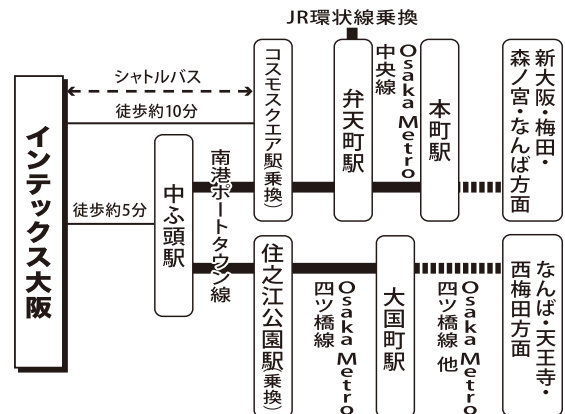 JR環状線乗換
シャトルバス
徒歩約10分
徒歩約5分
インテックス大阪
中ふ頭駅
南港ポートタウン線
コスモスクエア駅(乗換)
弁天町駅
Osaka Metro
中央線
本町駅
新大阪・梅田・
森ノ宮・なんば方面
住之江公園駅(乗換)
Osaka Metro
四ツ橋線
大国町駅
Osaka Metro
四ツ橋線 他
なんば・天王寺・
西梅田方面